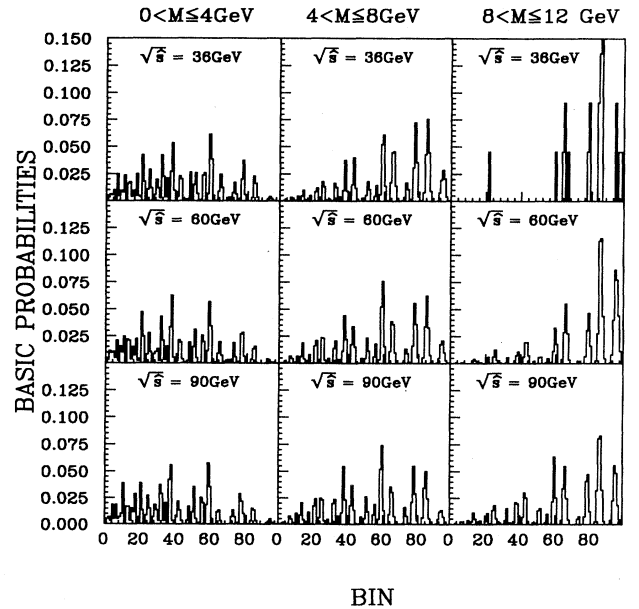 0<M≦4GeV 4<M≦8GeV 8<M≦12 GeV
BASIC PROBABILITIES
0.150
0.125
0.100
0.075
0.050
0.025
√ŝ = 36GeV √ŝ = 36GeV √ŝ = 36GeV
0.125
0.100
0.075
0.050
0.025
√ŝ = 60GeV √ŝ = 60GeV √ŝ = 60GeV
0.125
0.100
0.075
0.050
0.025
0.000
√ŝ = 90GeV √ŝ = 90GeV √ŝ = 90GeV
0 20 40 60 80 0 20 40 60 80 20 40 60 80
BIN